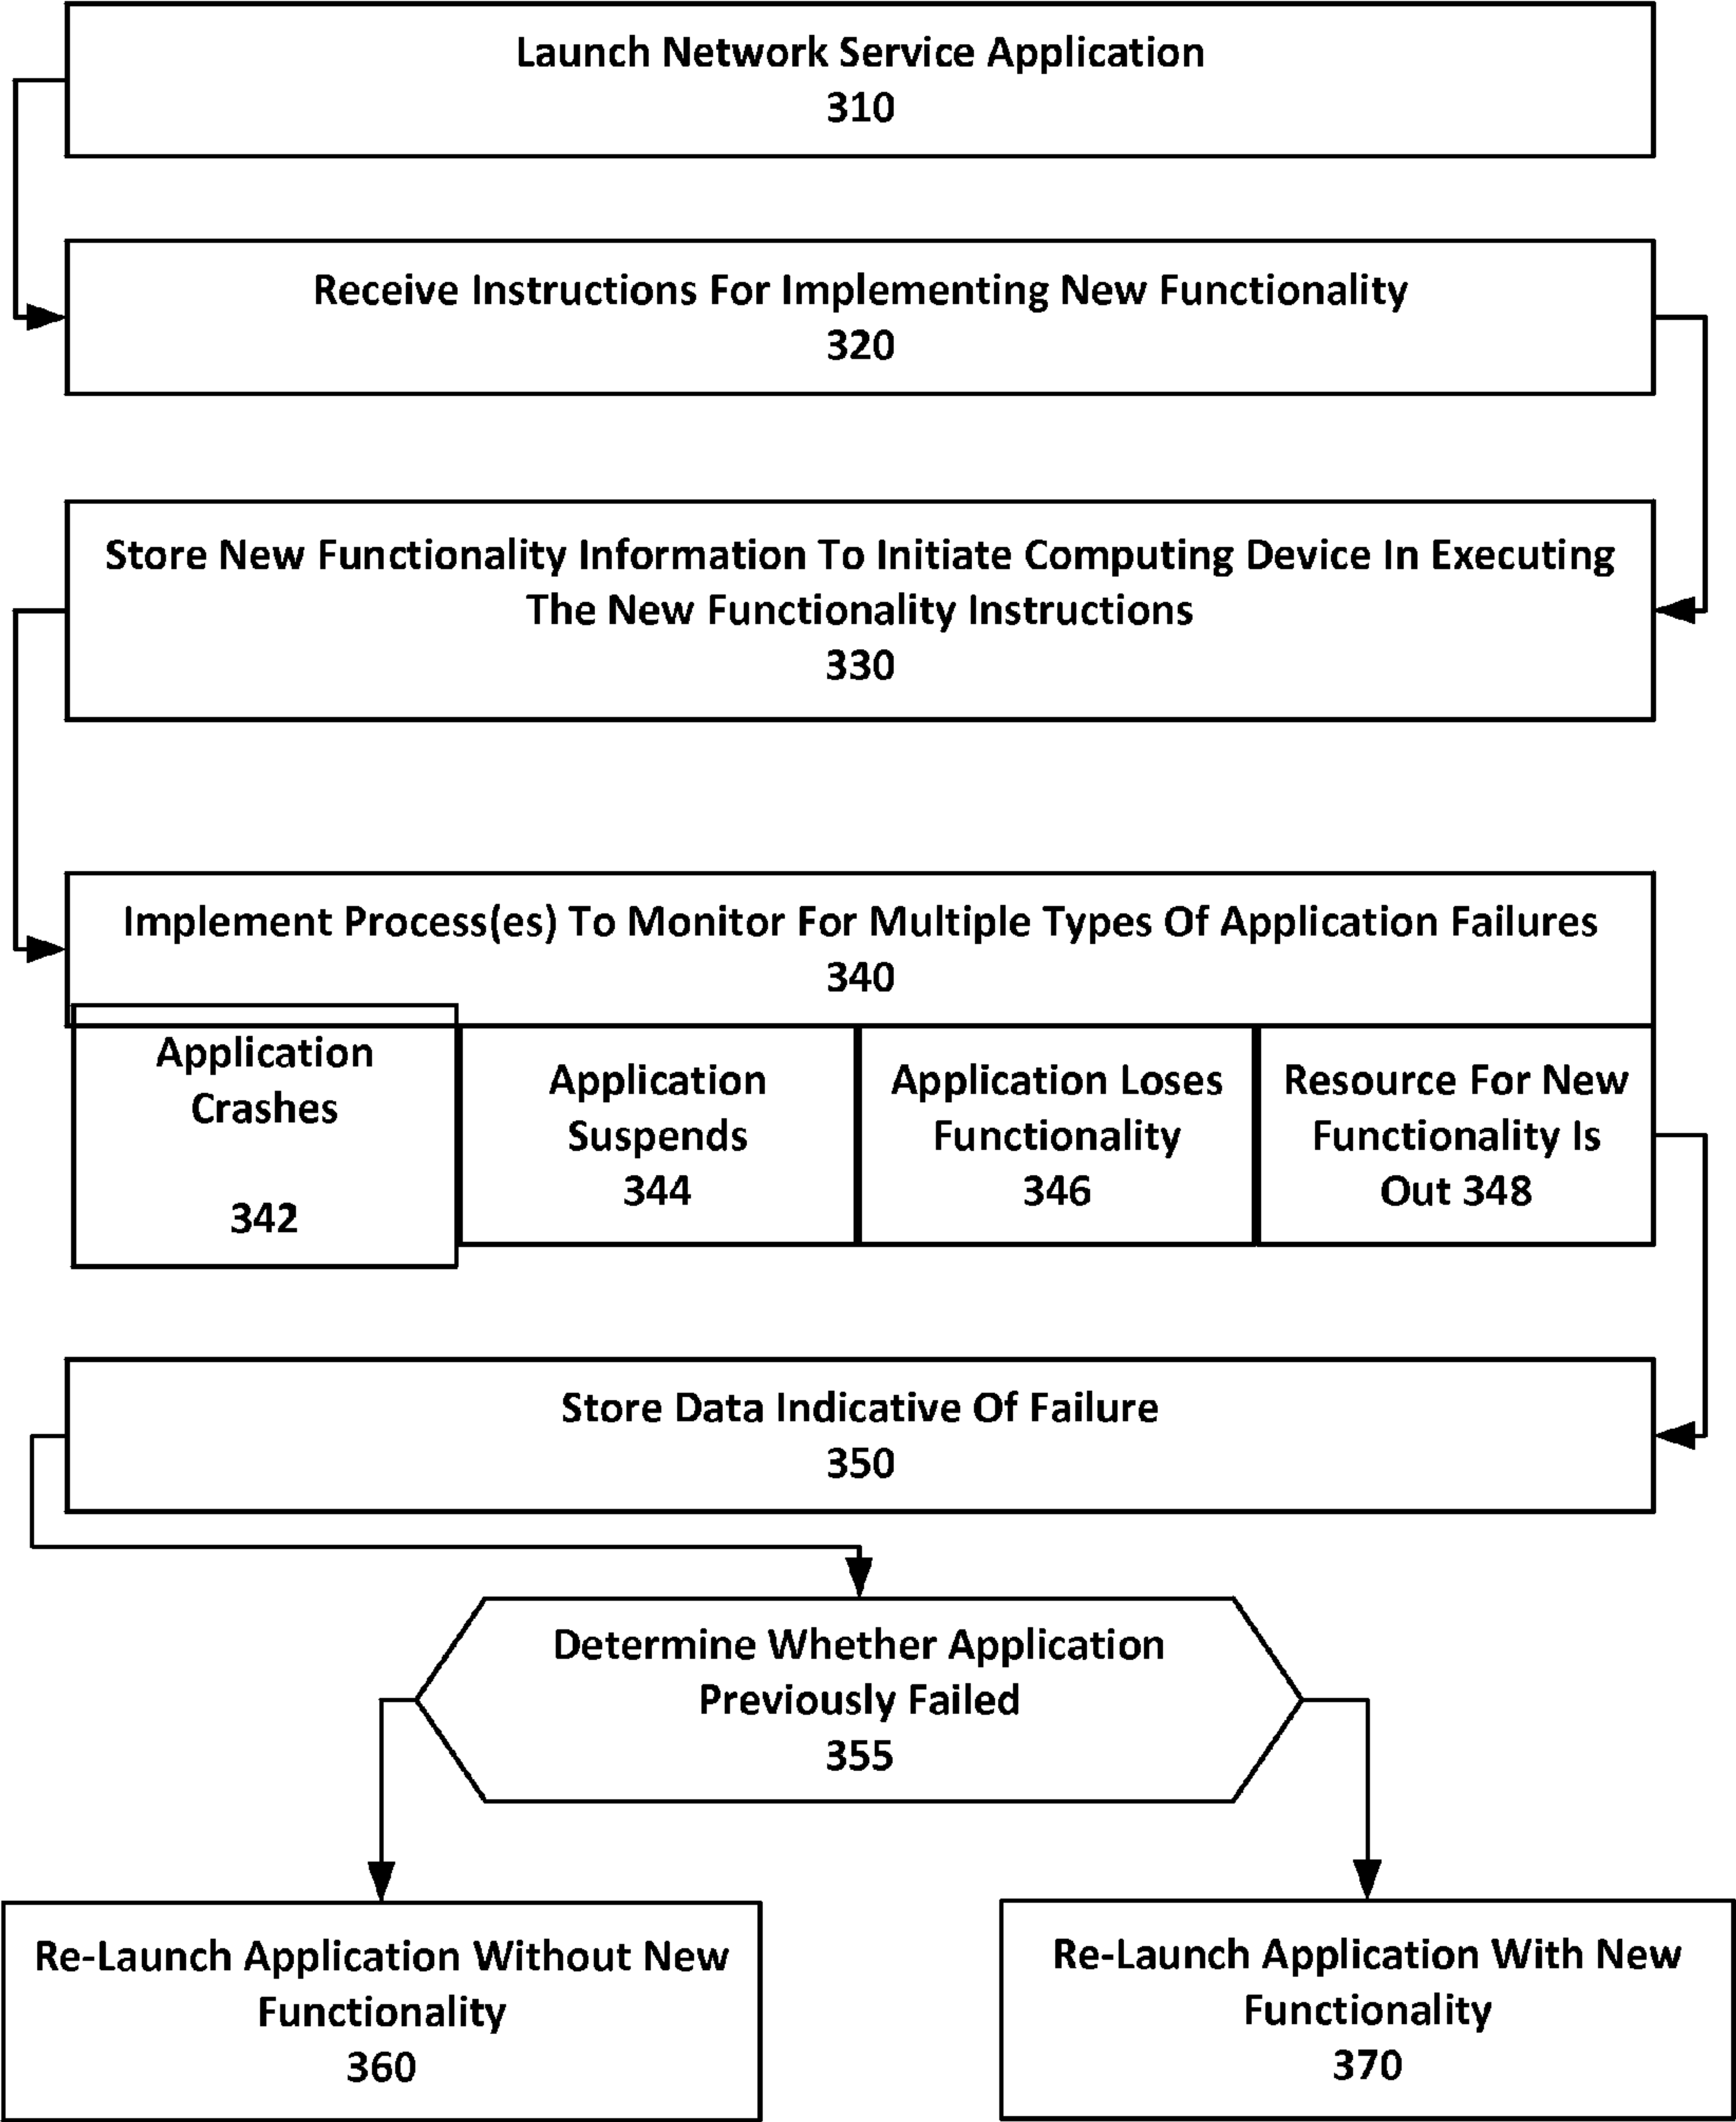 Launch Network Service Application
310
Receive Instructions For Implementing New Functionality
320
Store New Functionality Information To Initiate Computing Device In Executing
The New Functionality Instructions
330
Implement Process(es) To Monitor For Multiple Types Of Application Failures
340
Application
Crashes
342
Application
Suspends
344
Application Loses
Functionality
346
Resource For New
Functionality Is
Out 348
Store Data Indicative Of Failure
350
Determine Whether Application
Previously Failed
355
Re-Launch Application Without New
Functionality
360
Re-Launch Application With New
Functionality
370